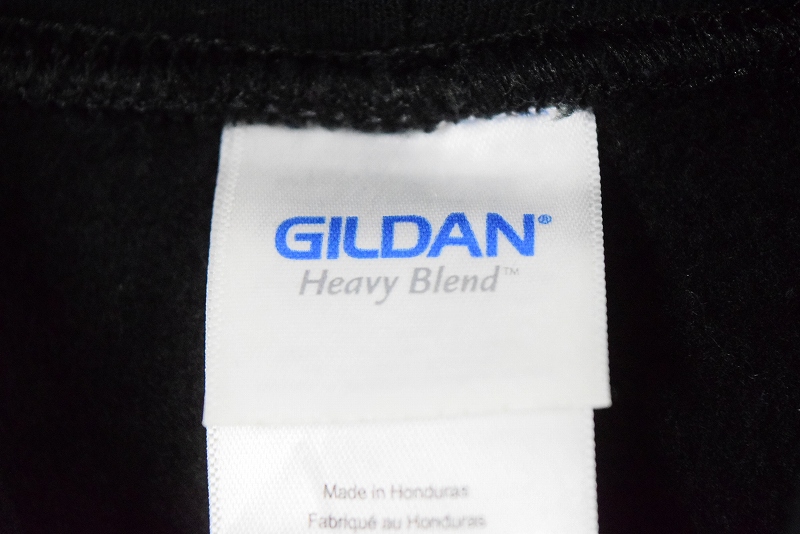 GILDAN®
Heavy Blend™
Made in Honduras
Fabriqué au Honduras